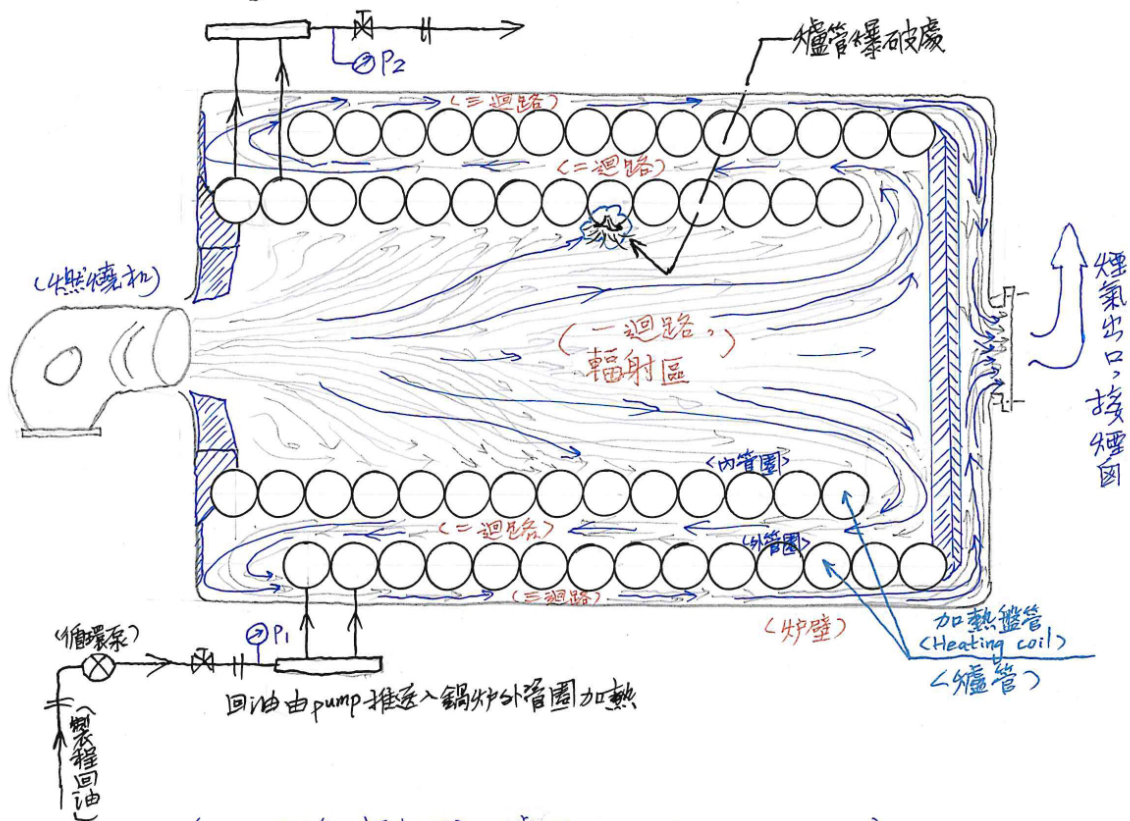 P2
爐管爆破處
(三迴路)
(二迴路)
(燃燒机)
(一迴路,)
輻射區
煙氣出口,接煙囪
<內管圈>
(二迴路)
<外管圈>
(三迴路)
(炉壁)
加熱盤管
(Heating coil)
<爐管>
(循環泵)
P1
回油由pump推送入鍋炉外管圈加熱
(製程回油)